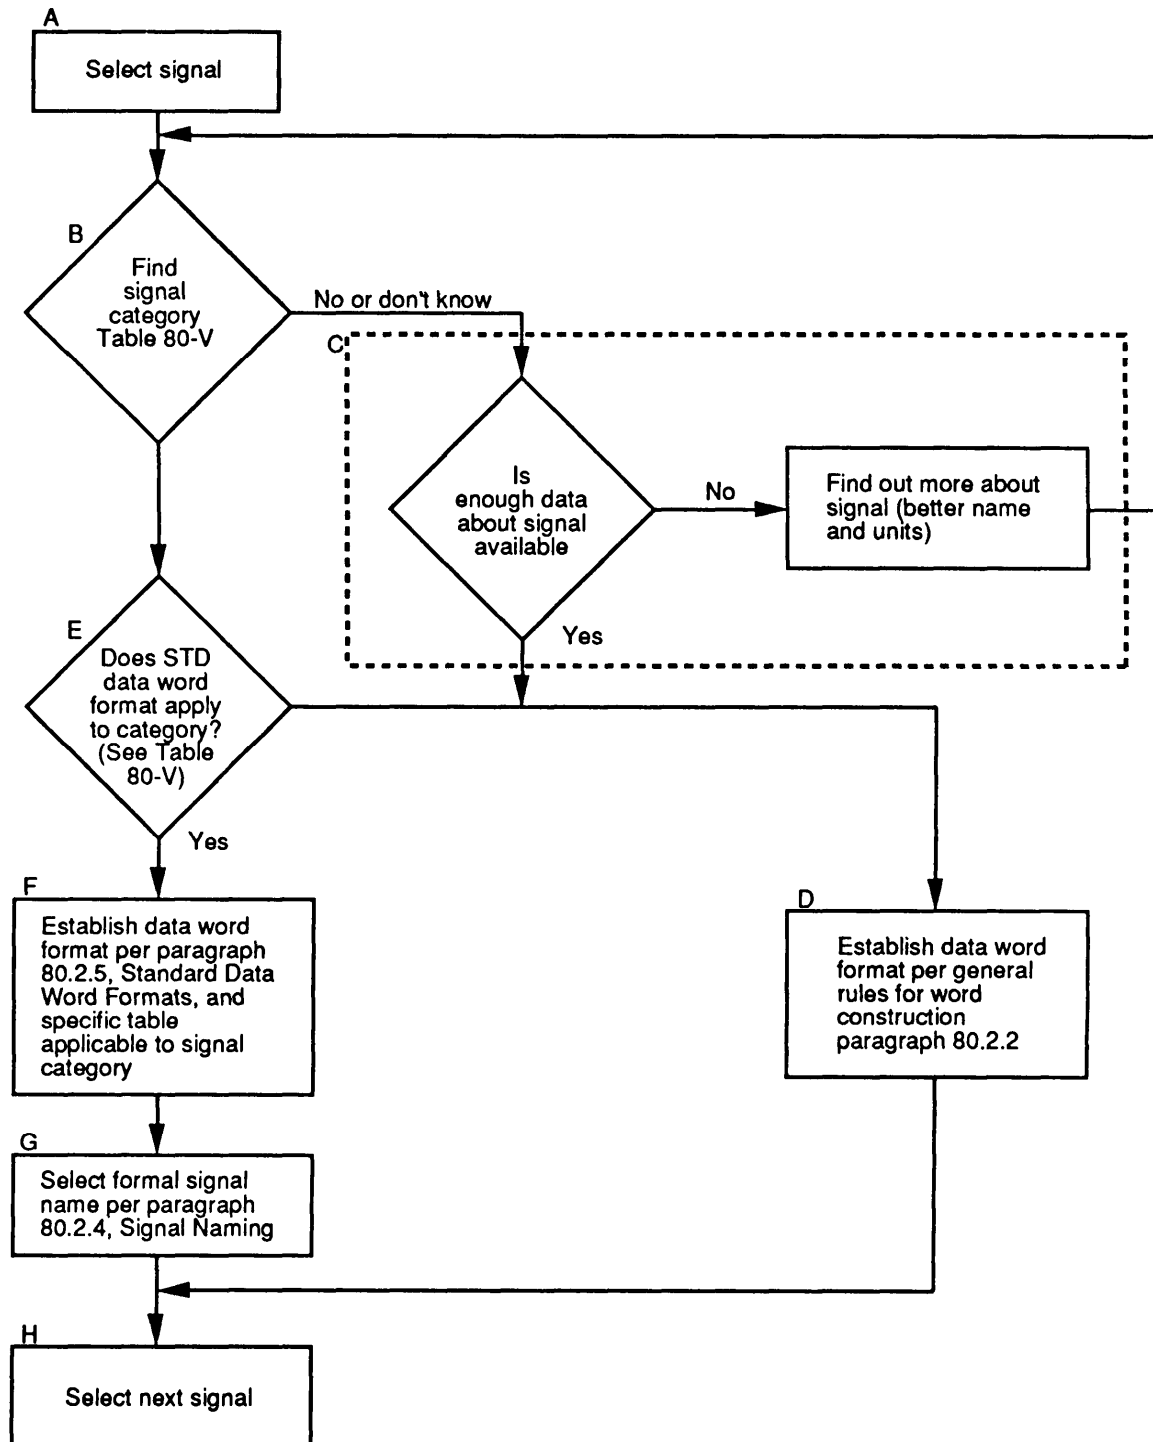 A
Select signal
B
Find
signal
category
Table 80-V
No or don't know
C
Is
enough data
about signal
available
No
Find out more about
signal (better name
and units)
Yes
E
Does STD
data word
format apply
to category?
(See Table
80-V)
Yes
F
Establish data word
format per paragraph
80.2.5, Standard Data
Word Formats, and
specific table
applicable to signal
category
D
Establish data word
format per general
rules for word
construction
paragraph 80.2.2
G
Select formal signal
name per paragraph
80.2.4, Signal Naming
H
Select next signal